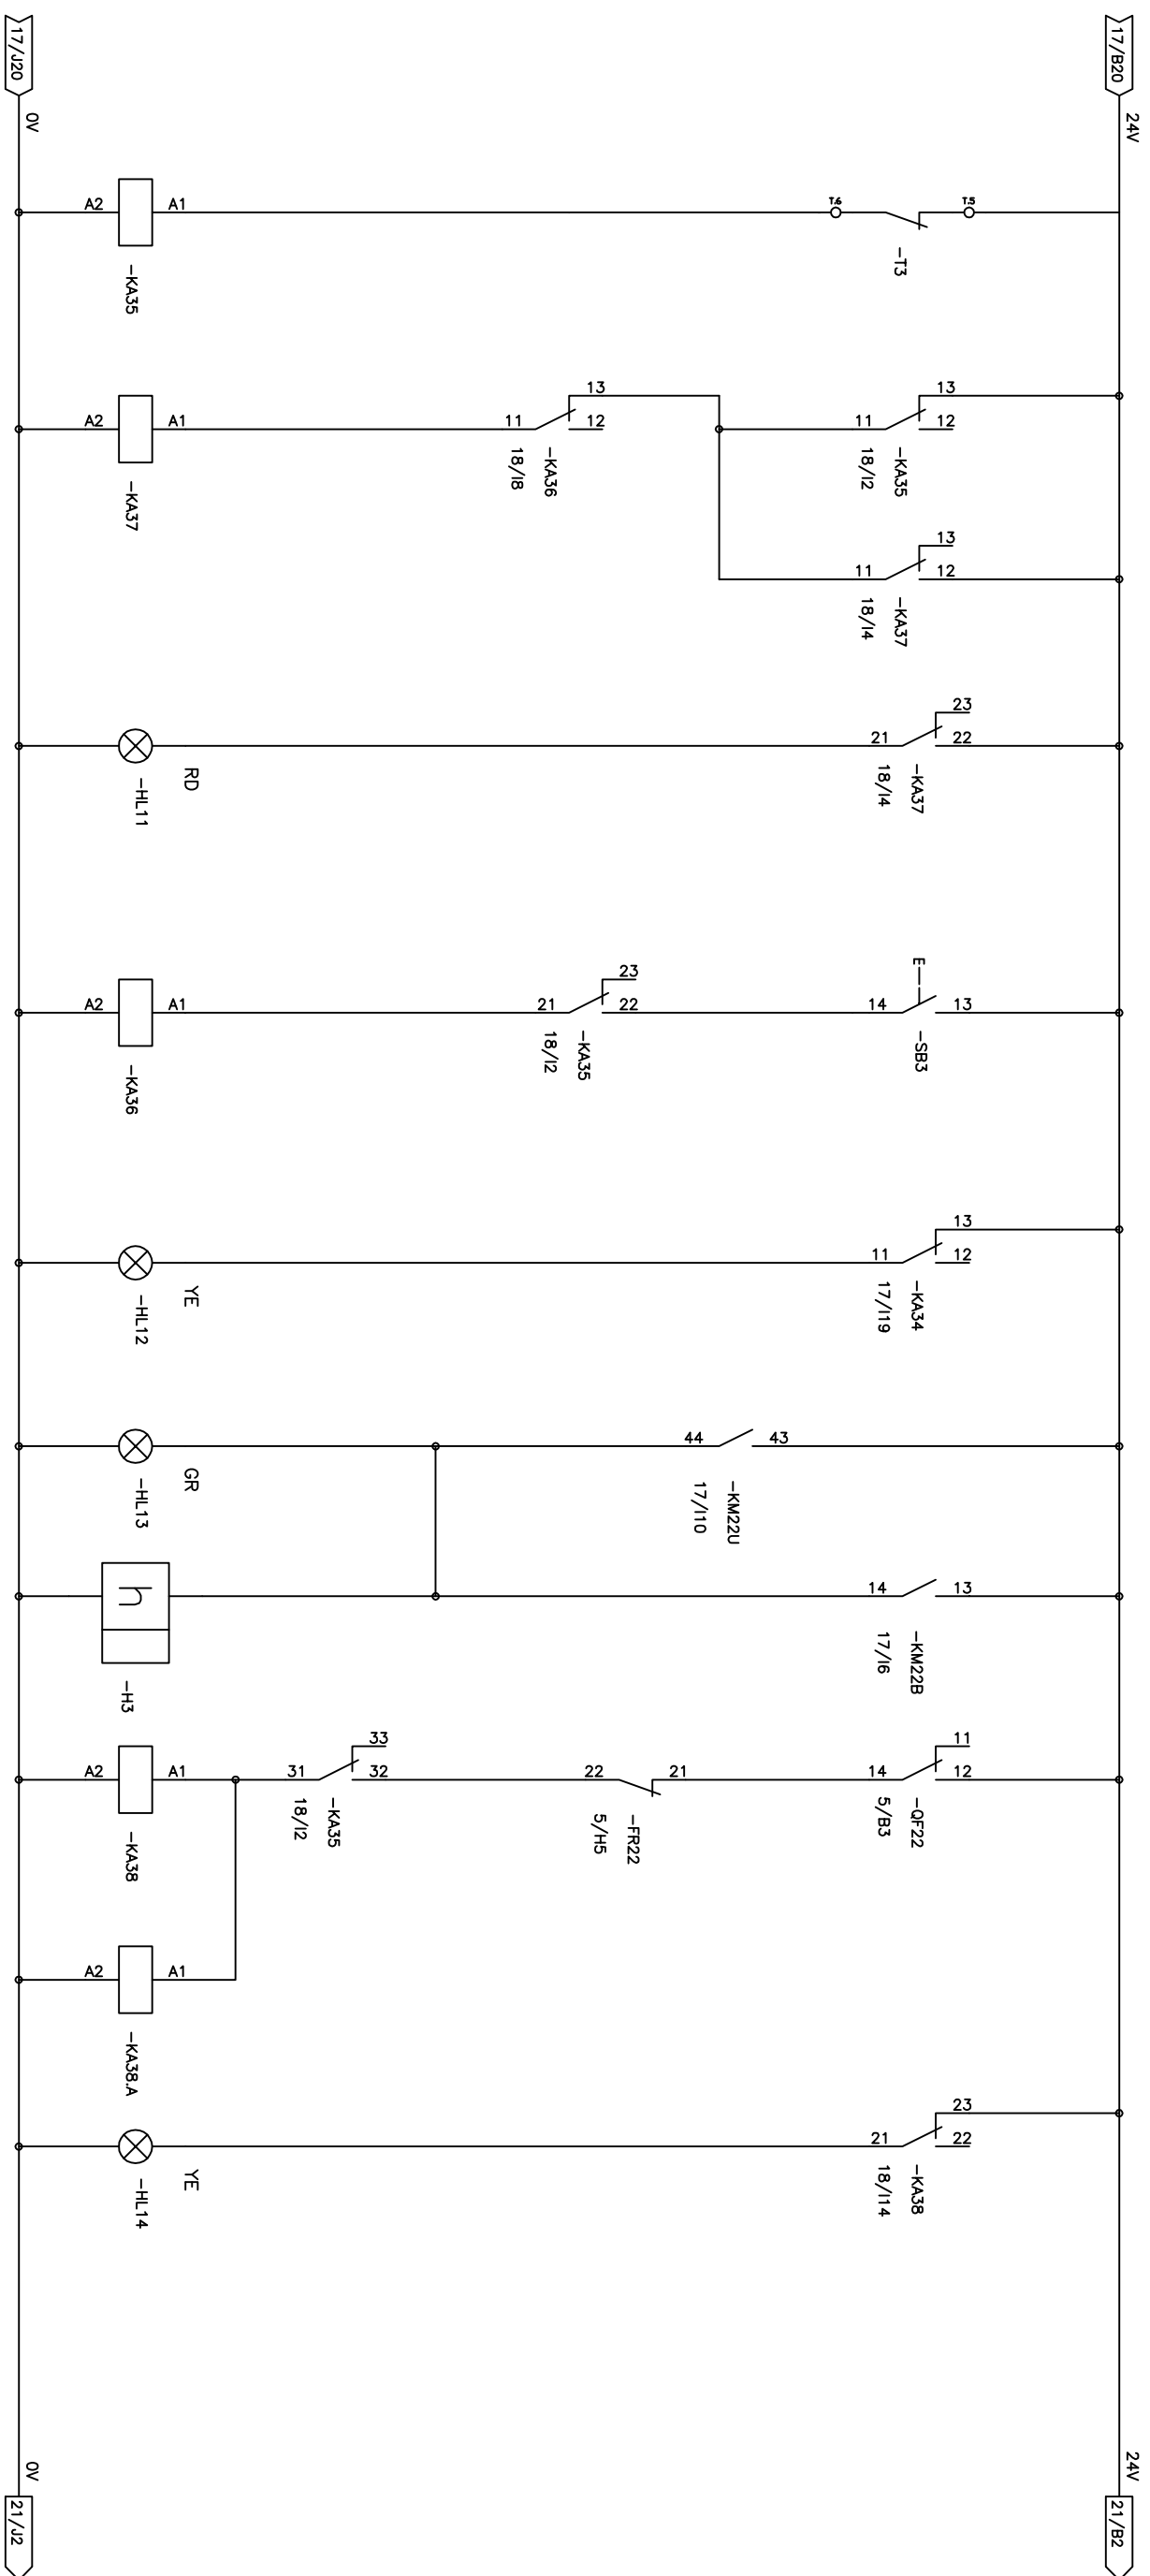 17/J20
0V
17/B20
24V
T.6
T.5
-T3
A2
A1
-KA35
13
11
12
-KA35
18/I2
13
11
12
-KA36
18/I8
A2
A1
-KA37
13
11
12
-KA37
18/I4
23
21
22
-KA37
18/I4
RD
-HL11
E
14
13
-SB3
23
21
22
-KA35
18/I2
A2
A1
-KA36
13
11
12
-KA34
17/I19
YE
-HL12
44
43
-KM22U
17/I10
GR
-HL13
14
13
-KM22B
17/I6
h
-H3
11
14
12
-QF22
5/B3
22
21
-FR22
5/H5
33
31
32
-KA35
18/I2
A2
A1
-KA38
A2
A1
-KA38.A
23
21
22
-KA38
18/I14
YE
-HL14
0V
21/J2
24V
21/B2